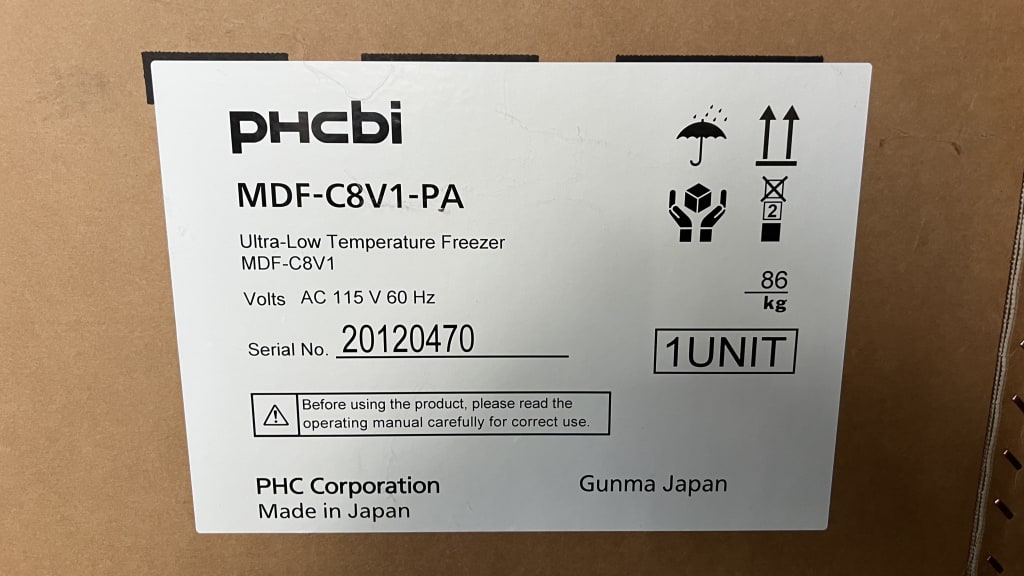 PHCbi
MDF-C8V1-PA
Ultra-Low Temperature Freezer
MDF-C8V1
Volts AC 115 V 60 Hz
Serial No. 20120470
Before using the product, please read the
operating manual carefully for correct use.
PHC Corporation
Made in Japan
Gunma Japan
2
86
kg
1UNIT